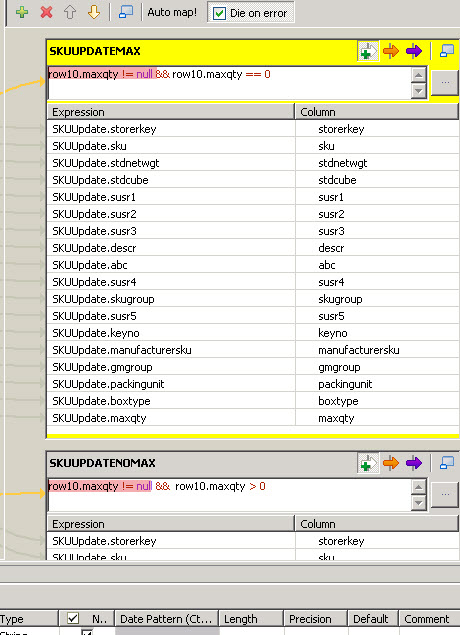 Auto map! Die on error
SKUUPDATEMAX
row10.maxqty != null && row10.maxqty == 0
...
Expression Column
SKUUpdate.storerkey storerkey
SKUUpdate.sku sku
SKUUpdate.stdnetwgt stdnetwgt
SKUUpdate.stdcube stdcube
SKUUpdate.susr1 susr1
SKUUpdate.susr2 susr2
SKUUpdate.susr3 susr3
SKUUpdate.descr descr
SKUUpdate.abc abc
SKUUpdate.susr4 susr4
SKUUpdate.skugroup skugroup
SKUUpdate.susr5 susr5
SKUUpdate.keyno keyno
SKUUpdate.manufacturersku manufacturersku
SKUUpdate.gmgroup gmgroup
SKUUpdate.packingunit packingunit
SKUUpdate.boxtype boxtype
SKUUpdate.maxqty maxqty
SKUUPDATENOMAX
row10.maxqty != null && row10.maxqty > 0
...
Expression Column
SKUUpdate.storerkey storerkey
SKUUpdate.sku sku
Type N.. Date Pattern (Ct... Length Precision Default Comment
String